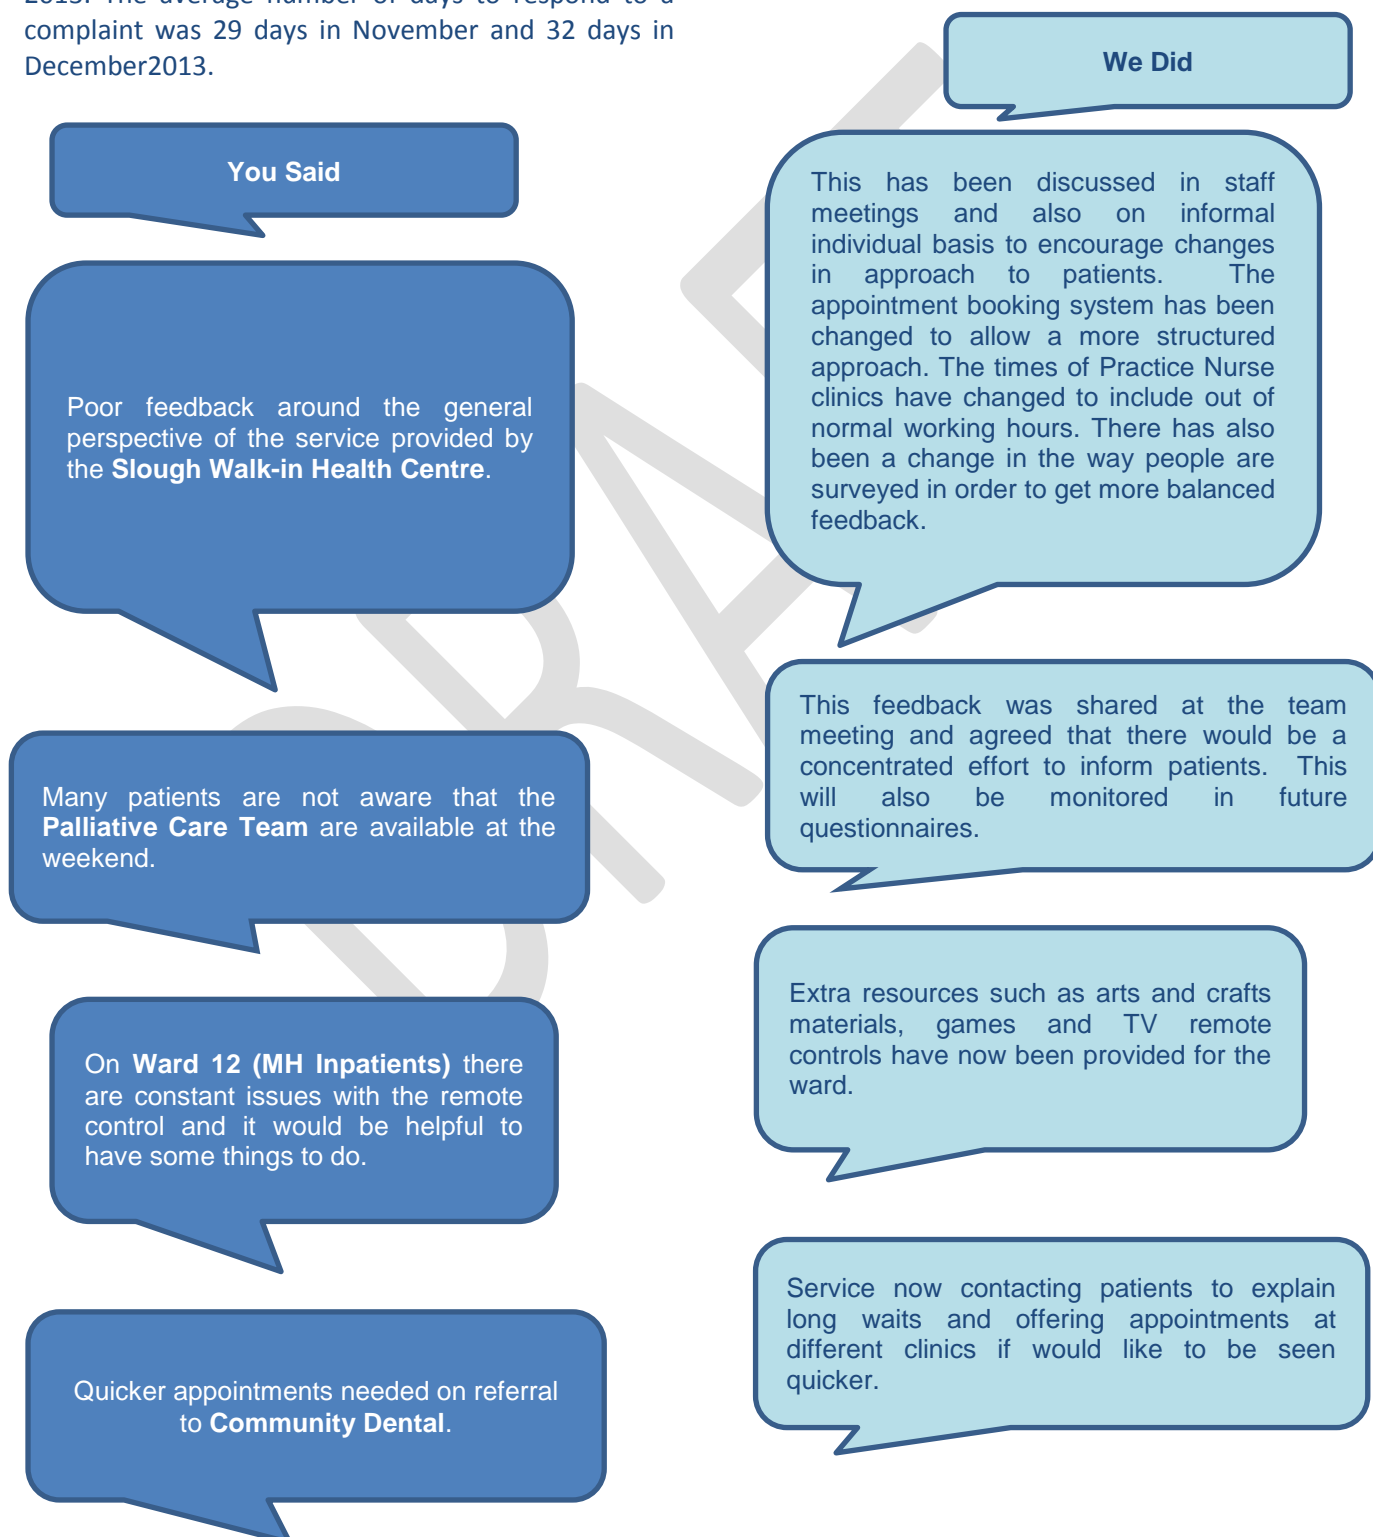 2013. The average number of days to respond to a
complaint was 29 days in November and 32 days in
December2013.
You Said
Poor feedback around the general
perspective of the service provided by
the Slough Walk-in Health Centre.
Many patients are not aware that the
Palliative Care Team are available at the
weekend.
On Ward 12 (MH Inpatients) there
are constant issues with the remote
control and it would be helpful to
have some things to do.
Quicker appointments needed on referral
to Community Dental.
We Did
This has been discussed in staff
meetings and also on informal
individual basis to encourage changes
in approach to patients. The
appointment booking system has been
changed to allow a more structured
approach. The times of Practice Nurse
clinics have changed to include out of
normal working hours. There has also
been a change in the way people are
surveyed in order to get more balanced
feedback.
This feedback was shared at the team
meeting and agreed that there would be a
concentrated effort to inform patients. This
will also be monitored in future
questionnaires.
Extra resources such as arts and crafts
materials, games and TV remote
controls have now been provided for the
ward.
Service now contacting patients to explain
long waits and offering appointments at
different clinics if would like to be seen
quicker.
DRAF